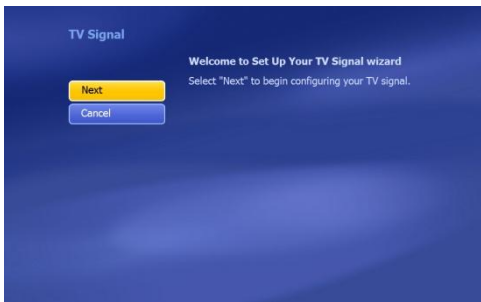 TV Signal
Welcome to Set Up Your TV Signal wizard
Select "Next" to begin configuring your TV signal.
Next
Cancel